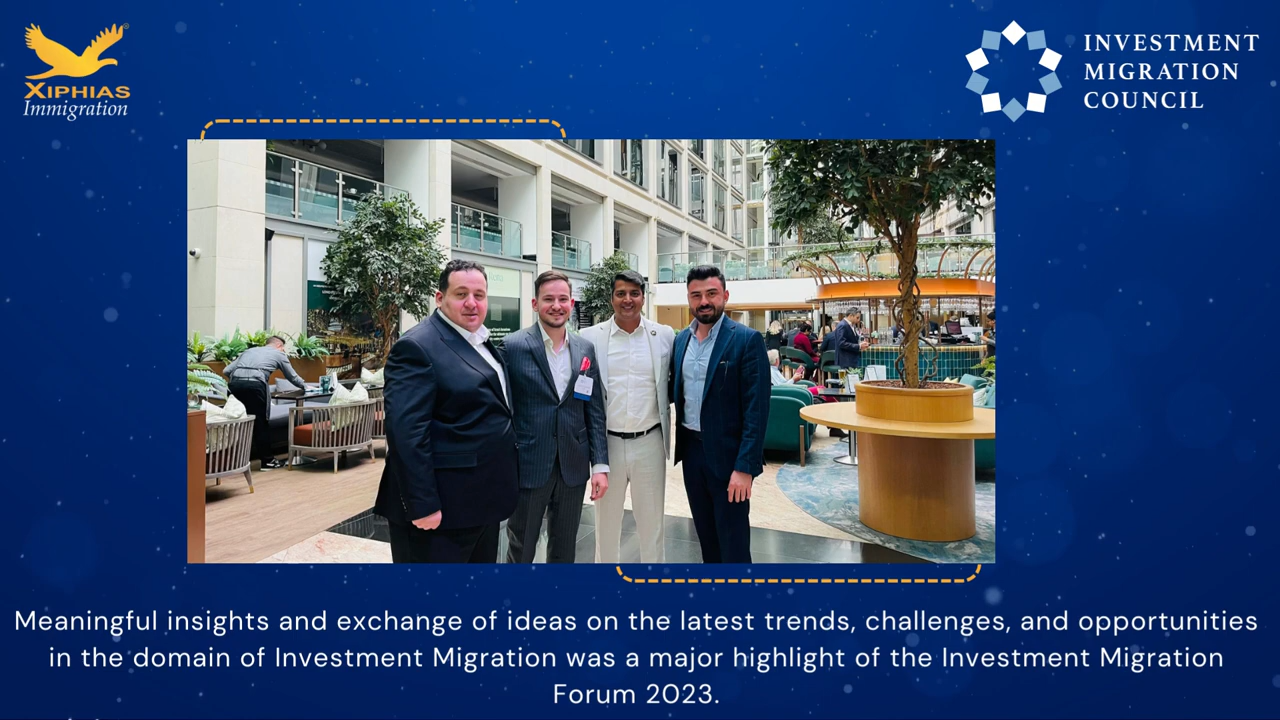 XIPHIAS
Immigration
INVESTMENT
MIGRATION
COUNCIL
Meaningful insights and exchange of ideas on the latest trends, challenges, and opportunities
in the domain of Investment Migration was a major highlight of the Investment Migration
Forum 2023.